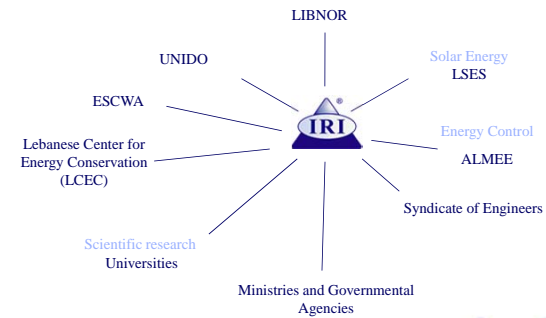 LIBNOR
Solar Energy
LSES
UNIDO
ESCWA
®
IRI
Energy Control
ALMEE
Lebanese Center for
Energy Conservation
(LCEC)
Syndicate of Engineers
Scientific research
Universities
Ministries and Governmental
Agencies